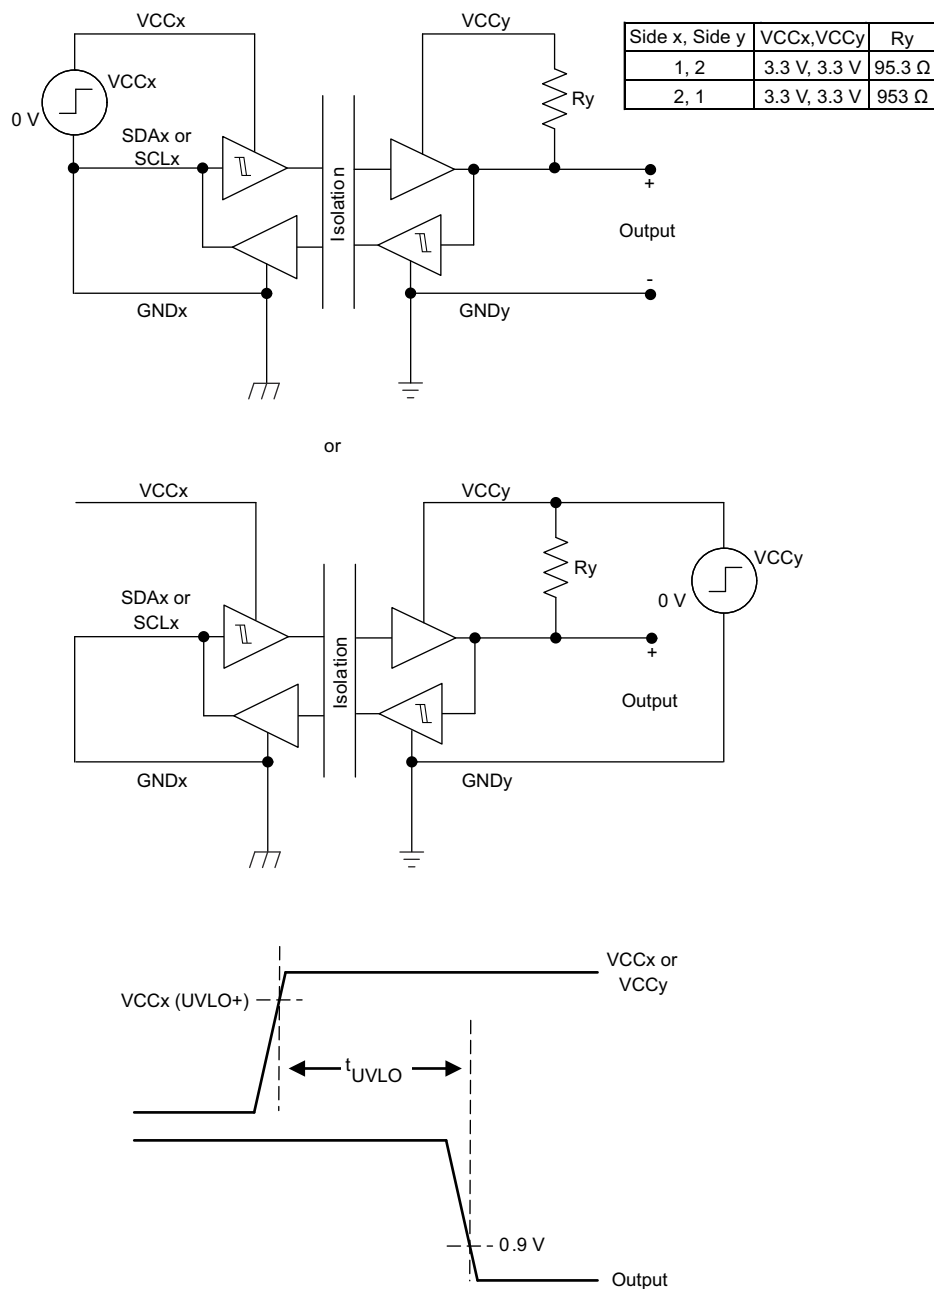 VCCx
VCCy
Side x, Side y VCCx,VCCy Ry
1, 2 3.3 V, 3.3 V 95.3 Ω
2, 1 3.3 V, 3.3 V 953 Ω
VCCx
0 V
Ry
SDAx or
SCLx
Isolation
+
Output
-
GNDx
GNDy
or
VCCx
VCCy
VCCy
Ry
0 V
SDAx or
SCLx
Isolation
+
Output
GNDx
GNDy
VCCx or
VCCy
VCCx (UVLO+)
tUVLO
0.9 V
Output